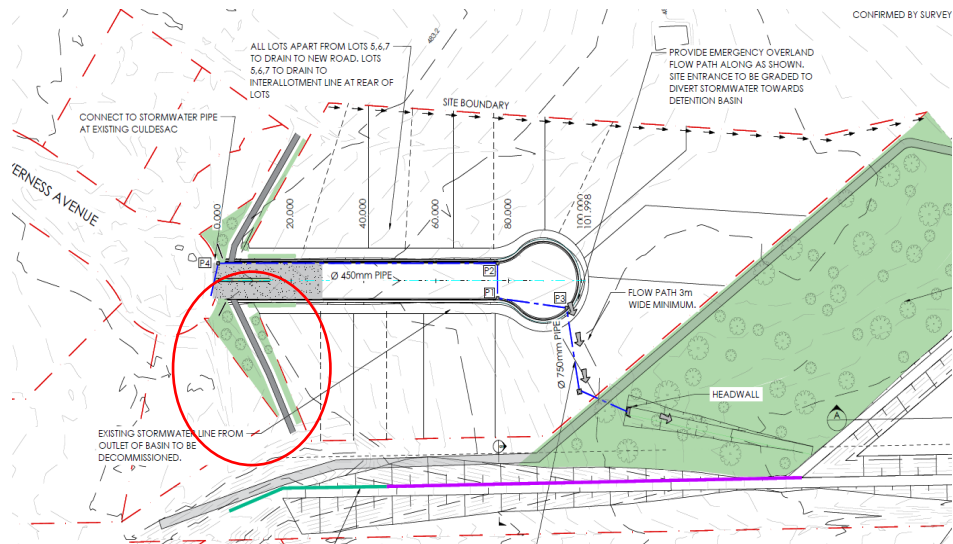 CONFIRMED BY SURVEY
483.2
ALL LOTS APART FROM LOTS 5,6,7
TO DRAIN TO NEW ROAD. LOTS
5,6,7 TO DRAIN TO
INTERALLOTMENT LINE AT REAR OF
LOTS
PROVIDE EMERGENCY OVERLAND
FLOW PATH ALONG AS SHOWN.
SITE ENTRANCE TO BE GRADED TO
DIVERT STORMWATER TOWARDS
DETENTION BASIN
SITE BOUNDARY
CONNECT TO STORMWATER PIPE
AT EXISTING CULDESAC
ERNESS AVENUE
0.000
20.000
40.000
60.000
80.000
100.000
101.998
P4
P2
Ø 450mm PIPE
P1
P3
FLOW PATH 3m
WIDE MINIMUM.
Ø 750mm PIPE
HEADWALL
A
EXISTING STORMWATER LINE FROM
OUTLET OF BASIN TO BE
DECOMMISSIONED.